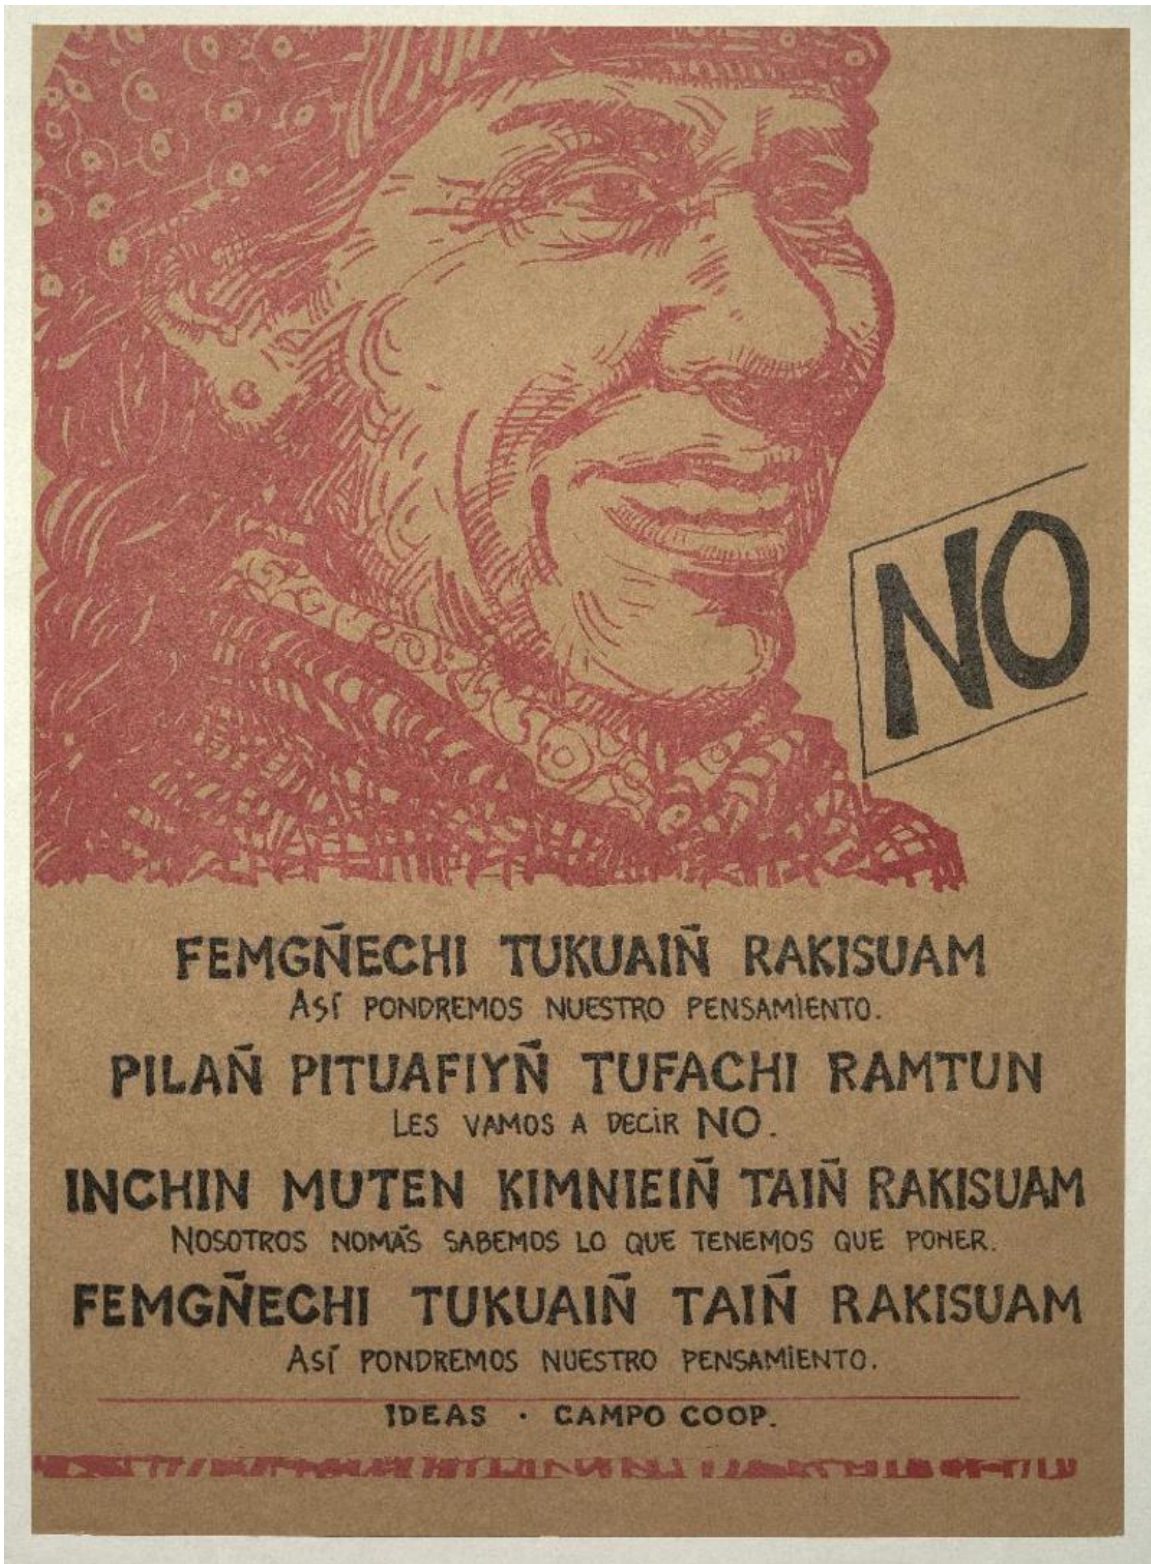 NO
FEMGÑECHI TUKUAIÑ RAKISUAM
ASÍ PONDREMOS NUESTRO PENSAMIENTO.
PILAÑ PITUAFIYÑ TUFACHI RAMTUN
LES VAMOS A DECIR NO.
INCHIN MUTEN KIMNIEIÑ TAIÑ RAKISUAM
NOSOTROS NOMÁS SABEMOS LO QUE TENEMOS QUE PONER.
FEMGÑECHI TUKUAIÑ TAIÑ RAKISUAM
ASÍ PONDREMOS NUESTRO PENSAMIENTO.
IDEAS · CAMPO COOP.